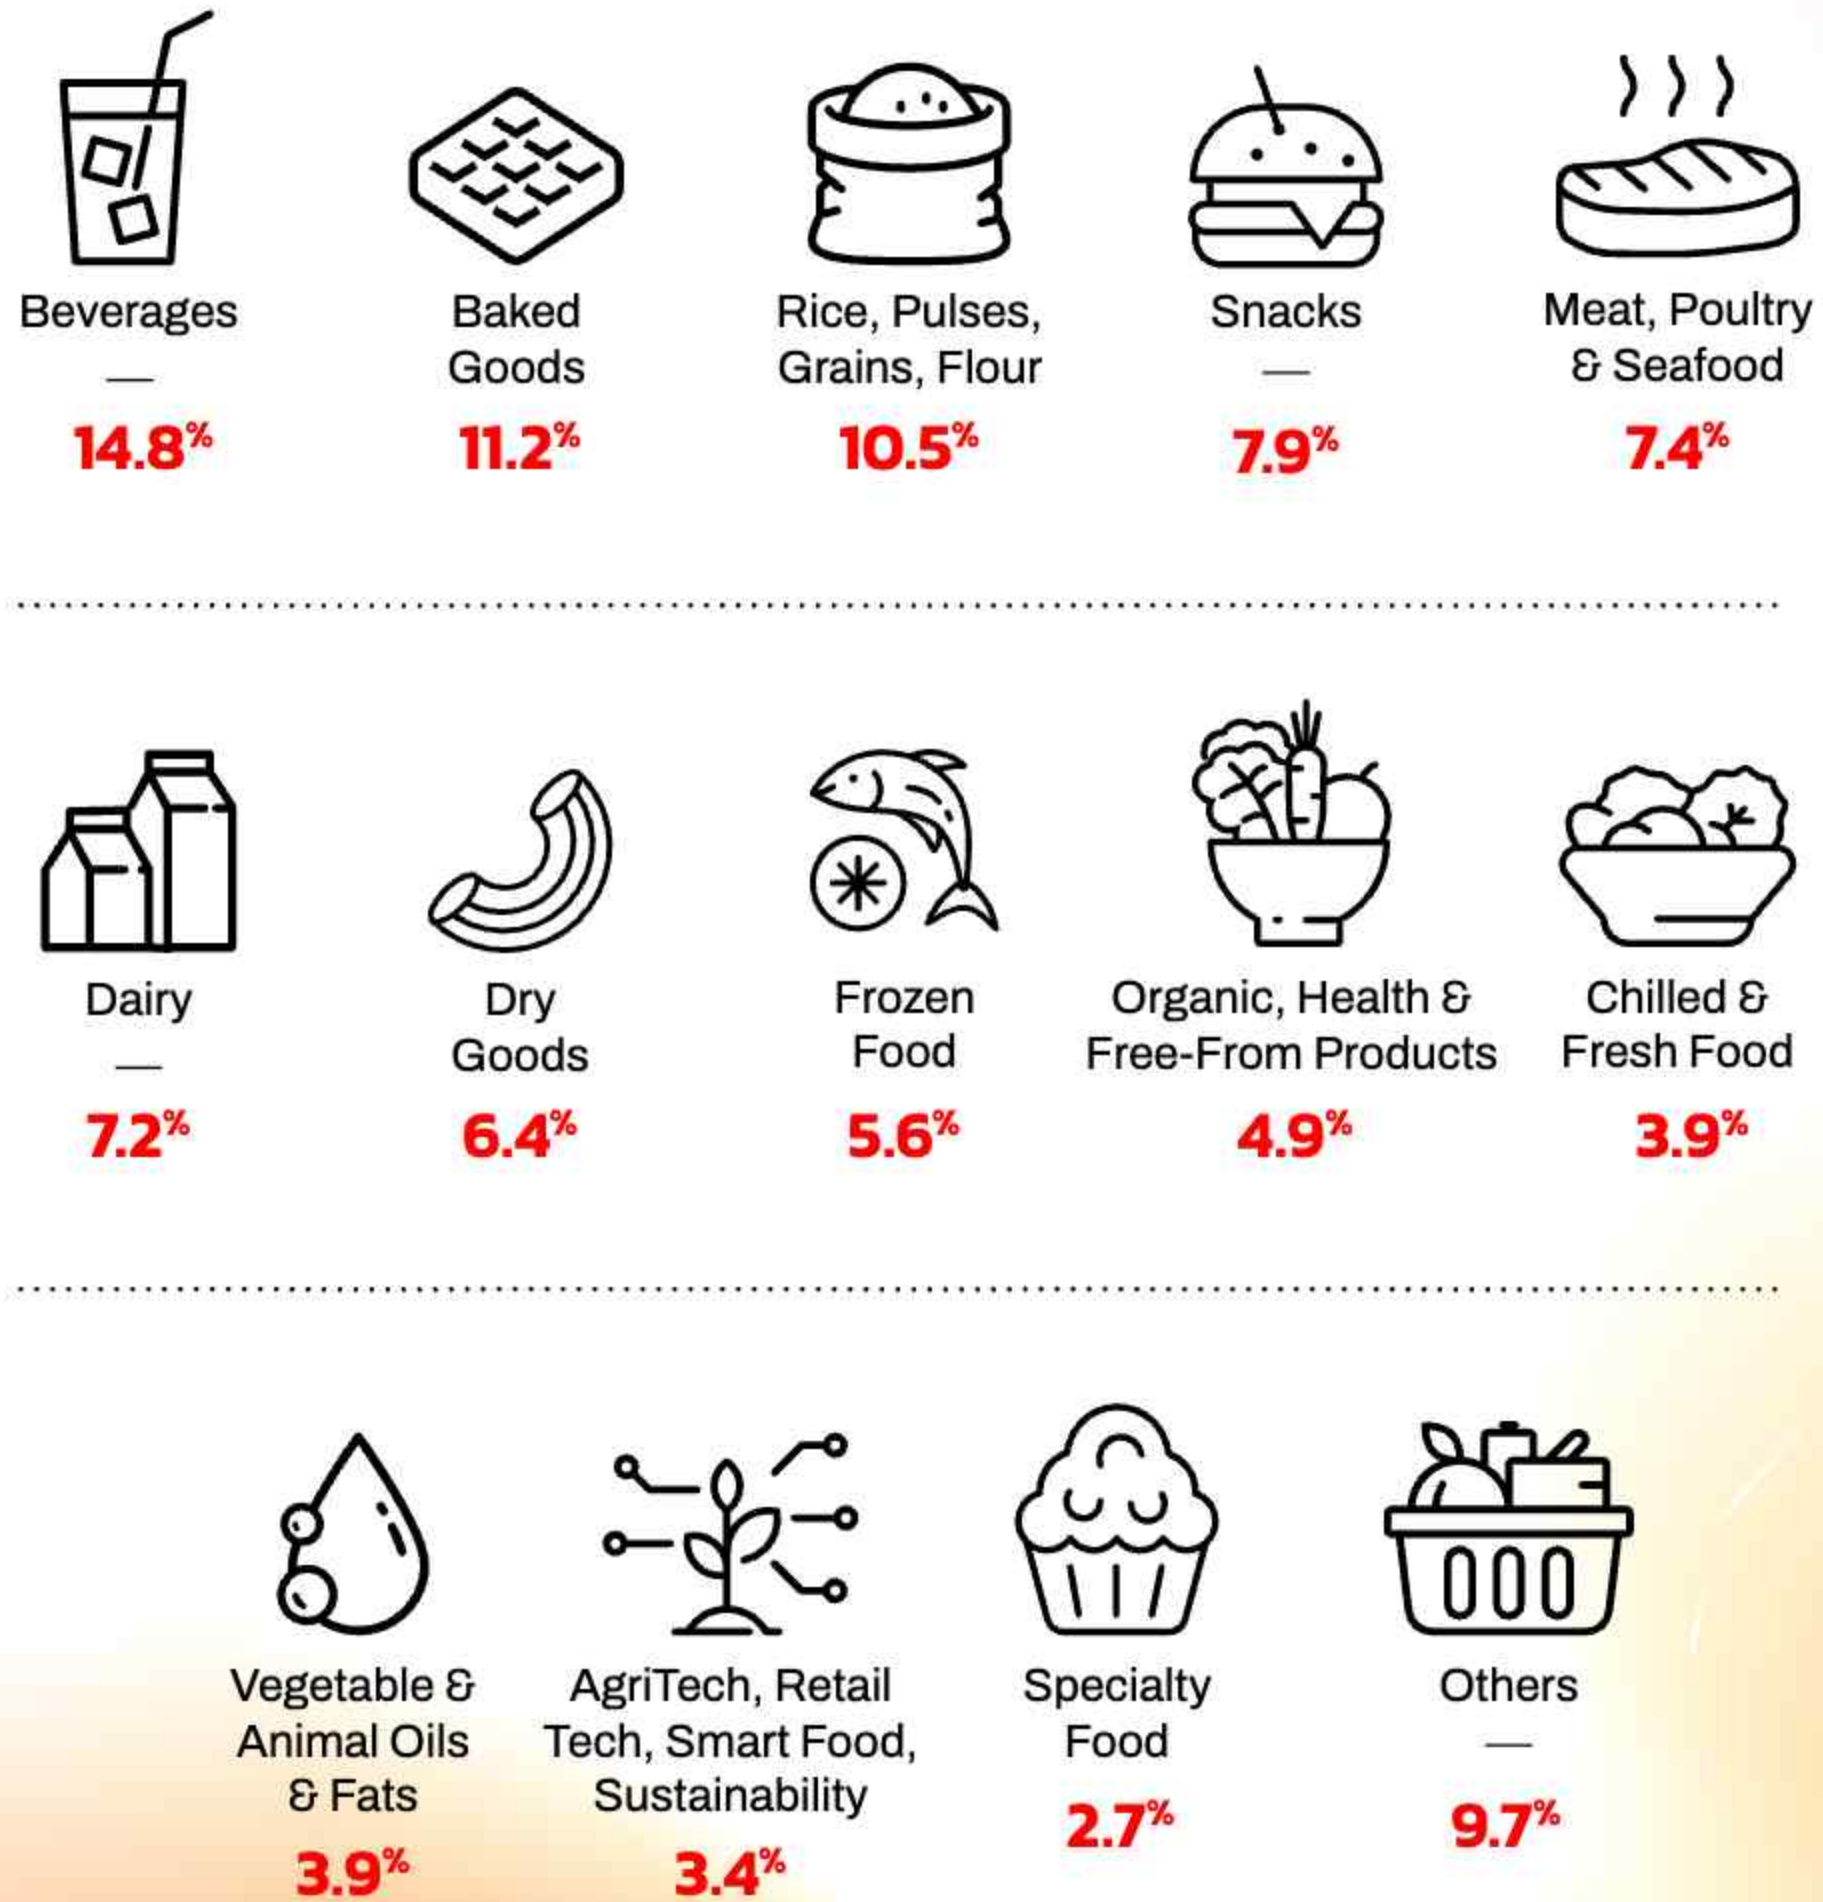 Beverages
—
14.8%
Baked
Goods
11.2%
Rice, Pulses,
Grains, Flour
10.5%
Snacks
—
7.9%
Meat, Poultry
& Seafood
7.4%
Dairy
—
7.2%
Dry
Goods
6.4%
Frozen
Food
5.6%
Organic, Health &
Free-From Products
4.9%
Chilled &
Fresh Food
3.9%
Vegetable &
Animal Oils
& Fats
3.9%
AgriTech, Retail
Tech, Smart Food,
Sustainability
3.4%
Specialty
Food
2.7%
Others
—
9.7%